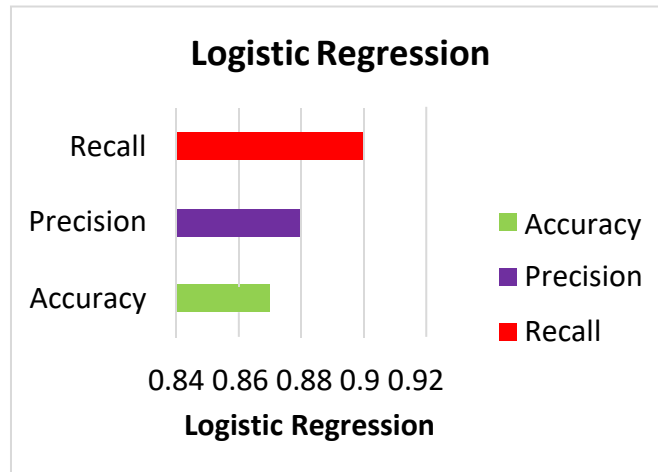 Logistic Regression
Recall
Precision
Accuracy
0.84 0.86 0.88 0.9 0.92
Logistic Regression
Accuracy
Precision
Recall